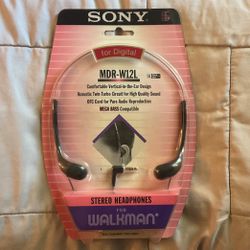 SONY
for Digital
MDR-W12L
Comfortable Vertical-in-the-Ear Design
Acoustic Twin Turbo Circuit for High Quality Sound
OFC Cord for Pure Audio Reproduction
MEGA BASS Compatible
STEREO HEADPHONES
FOR
WALKMAN